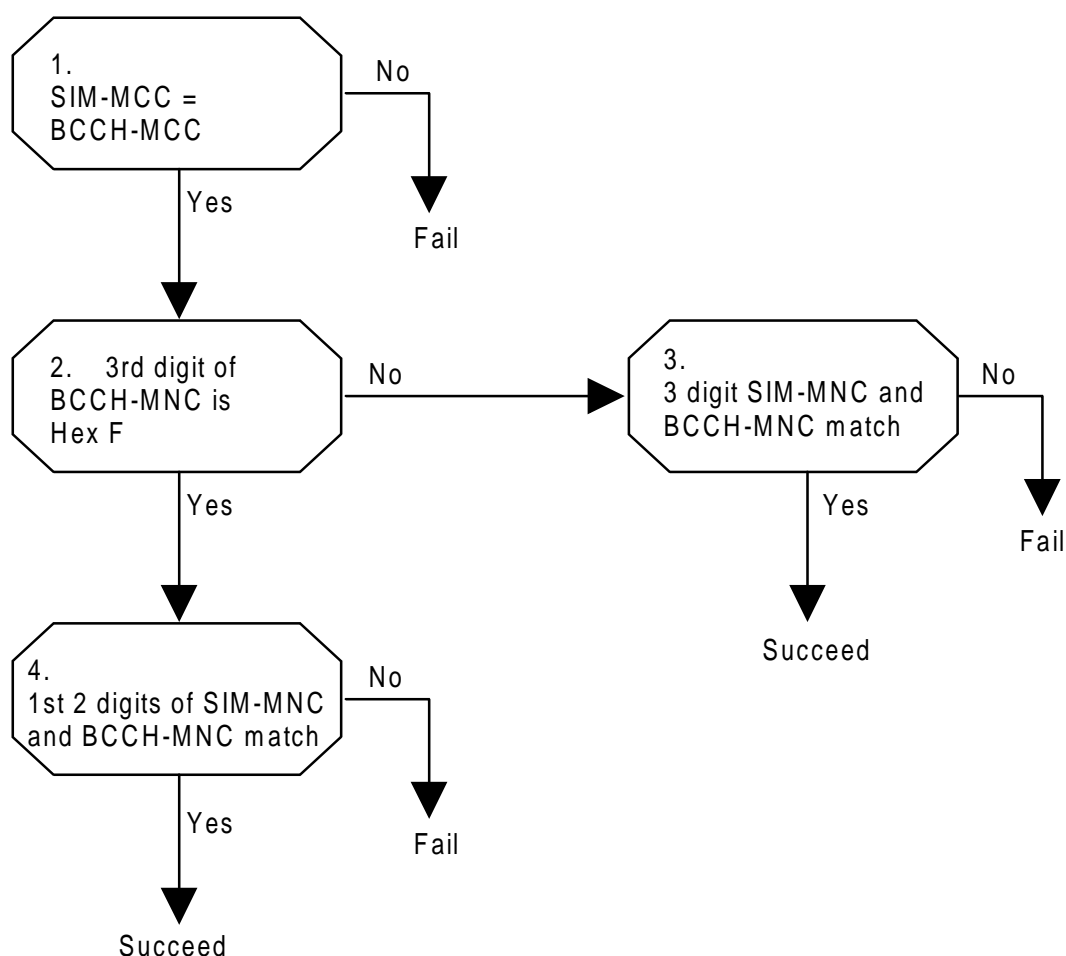 1.
SIM-MCC =
BCCH-MCC
No
Yes
Fail
2. 3rd digit of
BCCH-MNC is
Hex F
No
3.
3 digit SIM-MNC and
BCCH-MNC match
No
Yes
Yes
Fail
Succeed
4.
1st 2 digits of SIM-MNC
and BCCH-MNC match
No
Yes
Fail
Succeed